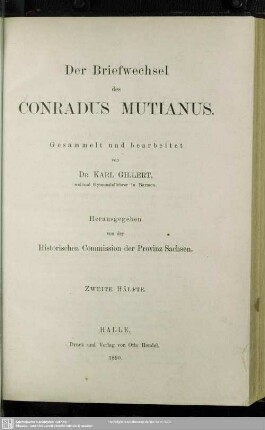 Der Briefwechsel
des
CONRADUS MUTIANUS.
Gesammelt und bearbeitet
von
DR. KARL GILLERT,
weiland Gymnasiallehrer in Barmen.
Herausgegeben
von der
Historischen Commission der Provinz Sachsen.
ZWEITE HÄLFTE.
HALLE,
Druck und Verlag von Otto Hendel.
1890.